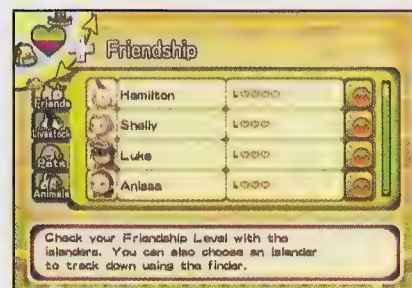 Friendship
Friends
Hamilton
Livestock
Shelly
Pets
Luke
Animals
Anissa
Check your Friendship Level with the
islanders. You can also choose an islander
to track down using the finder.